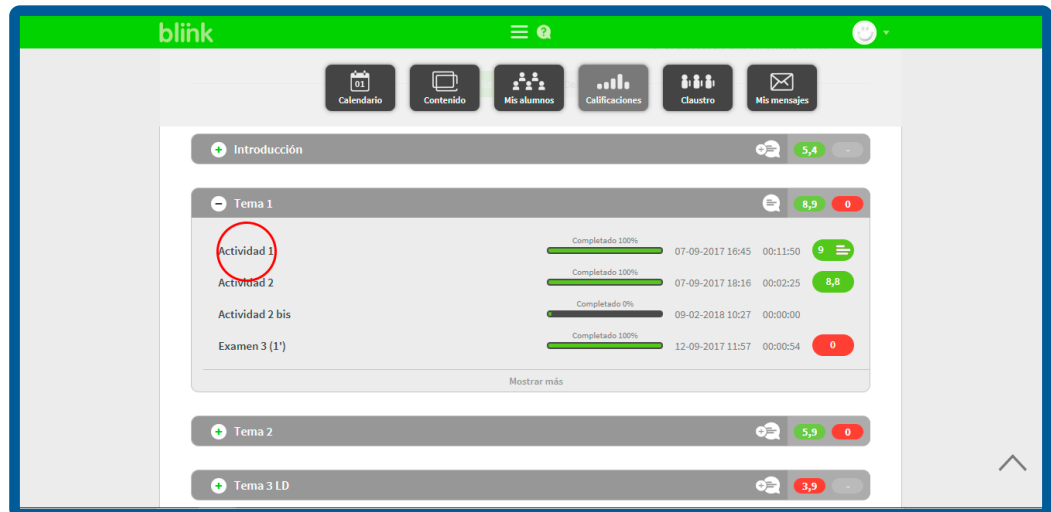 blink
01
Calendario
Contenido
Mis alumnos
Calificaciones
Claustro
Mis mensajes
Introducción 5,4 -
Tema 1 8,9 0
Actividad 1 Completado 100% 07-09-2017 16:45 00:11:50 9
Actividad 2 Completado 100% 07-09-2017 18:16 00:02:25 8,8
Actividad 2 bis Completado 0% 09-02-2018 10:27 00:00:00
Examen 3 (1') Completado 100% 12-09-2017 11:57 00:00:54 0
Mostrar más
Tema 2 5,9 0
Tema 3 LD 3,9 -